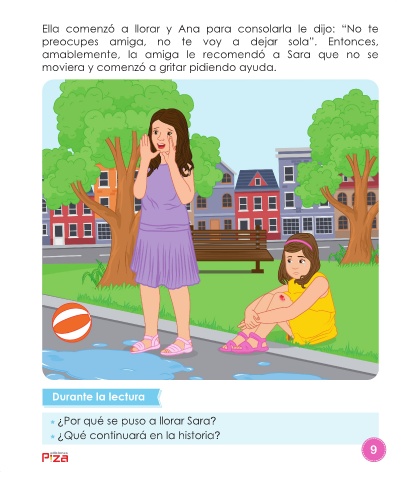 Ella comenzó a llorar y Ana para consolarla le dijo: “No te
preocupes amiga, no te voy a dejar sola”. Entonces,
amablemente, la amiga le recomendó a Sara que no se
moviera y comenzó a gritar pidiendo ayuda.
Durante la lectura
¿Por qué se puso a llorar Sara?
¿Qué continuará en la historia?
9